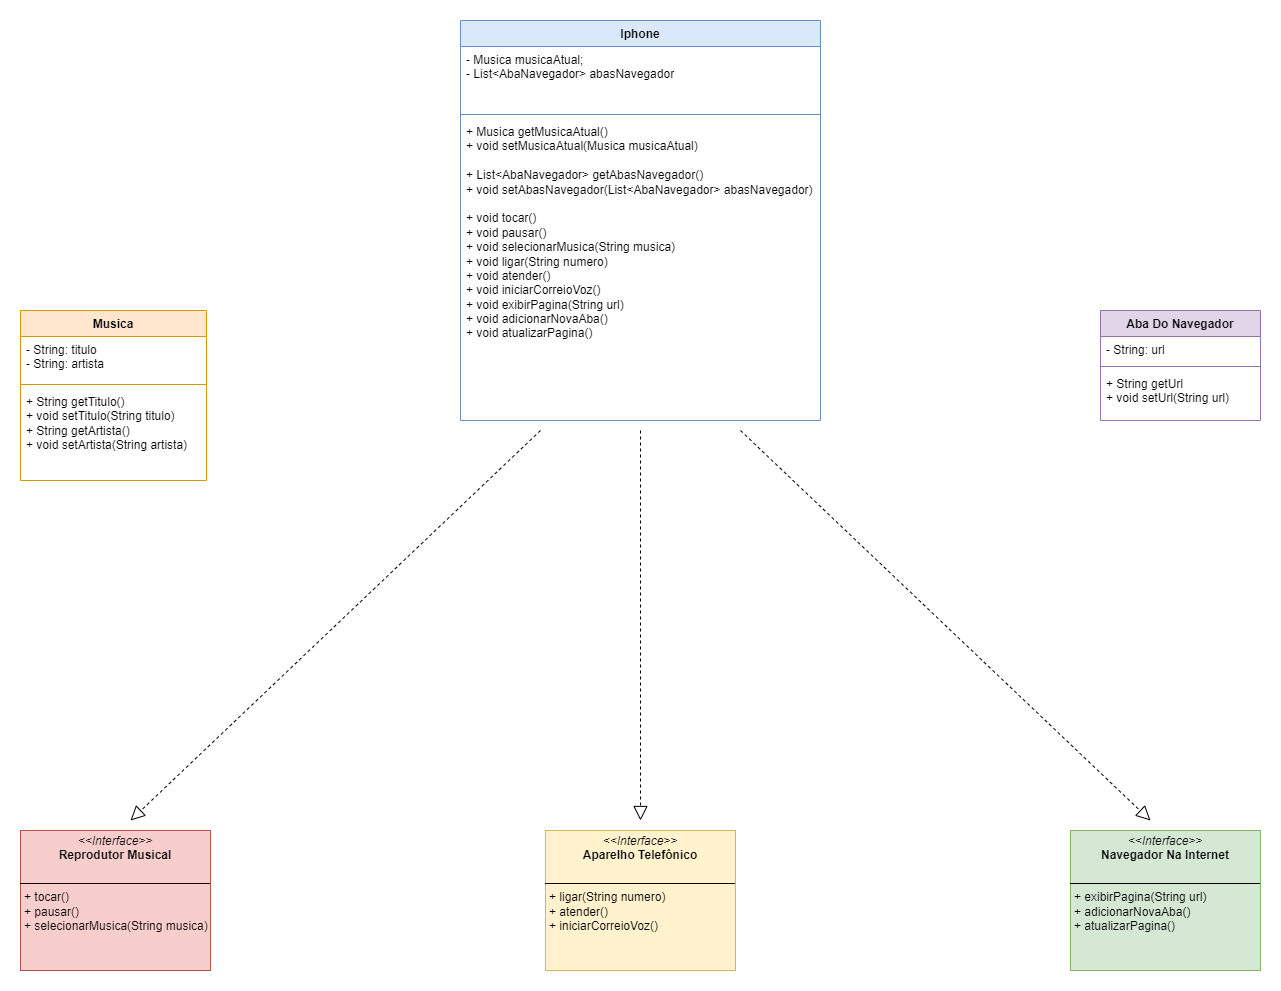 Iphone
- Musica musicaAtual;
- List<AbaNavegador> abasNavegador
+ Musica getMusicaAtual()
+ void setMusicaAtual(Musica musicaAtual)
+ List<AbaNavegador> getAbasNavegador()
+ void setAbasNavegador(List<AbaNavegador> abasNavegador)
+ void tocar()
+ void pausar()
+ void selecionarMusica(String musica)
+ void ligar(String numero)
+ void atender()
+ void iniciarCorreioVoz()
+ void exibirPagina(String url)
+ void adicionarNovaAba()
+ void atualizarPagina()
Musica
- String: titulo
- String: artista
+ String getTitulo()
+ void setTitulo(String titulo)
+ String getArtista()
+ void setArtista(String artista)
Aba Do Navegador
- String: url
+ String getUrl
+ void setUrl(String url)
<<Interface>>
Reprodutor Musical
+ tocar()
+ pausar()
+ selecionarMusica(String musica)
<<Interface>>
Aparelho Telefônico
+ ligar(String numero)
+ atender()
+ iniciarCorreioVoz()
<<Interface>>
Navegador Na Internet
+ exibirPagina(String url)
+ adicionarNovaAba()
+ atualizarPagina()